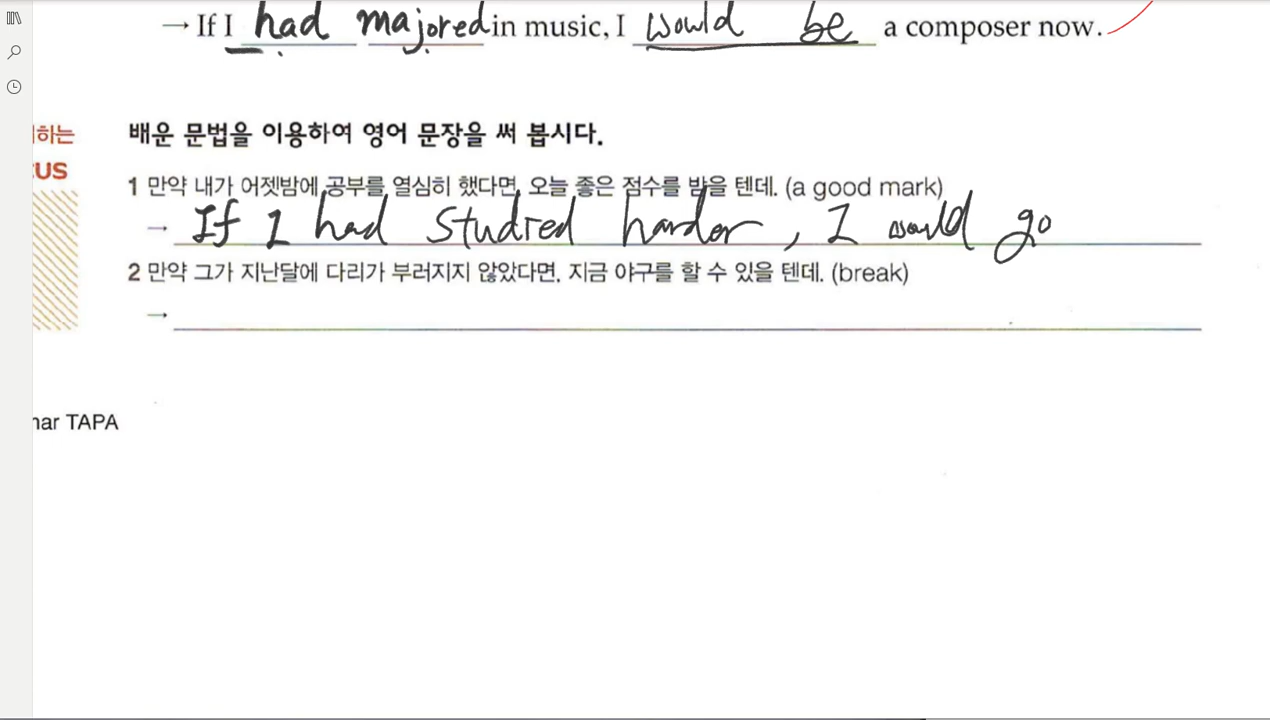 → If I had majored in music, I would be a composer now.
하는
배운 문법을 이용하여 영어 문장을 써 봅시다.
CUS
1 만약 내가 어젯밤에 공부를 열심히 했다면, 오늘 좋은 점수를 받을 텐데. (a good mark)
→ If I had studied harder, I would go
2 만약 그가 지난달에 다리가 부러지지 않았다면, 지금 야구를 할 수 있을 텐데. (break)
→
mar TAPA